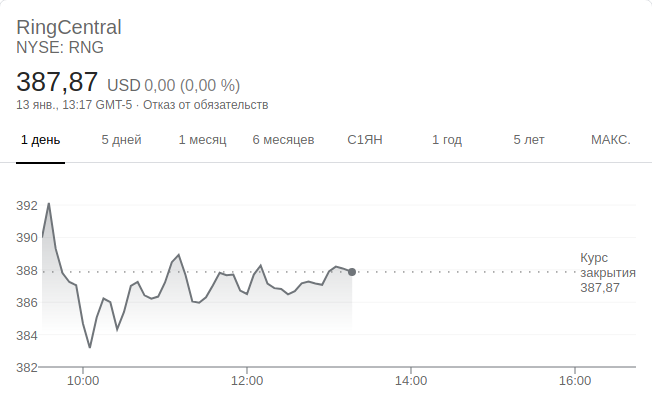 RingCentral
NYSE: RNG
387,87 USD 0,00 (0,00 %)
13 янв., 13:17 GMT-5 · Отказ от обязательств
1 день 5 дней 1 месяц 6 месяцев С1ЯН 1 год 5 лет МАКС.
392
390
388
386
384
382
Курс
закрытия
387,87
10:00 12:00 14:00 16:00